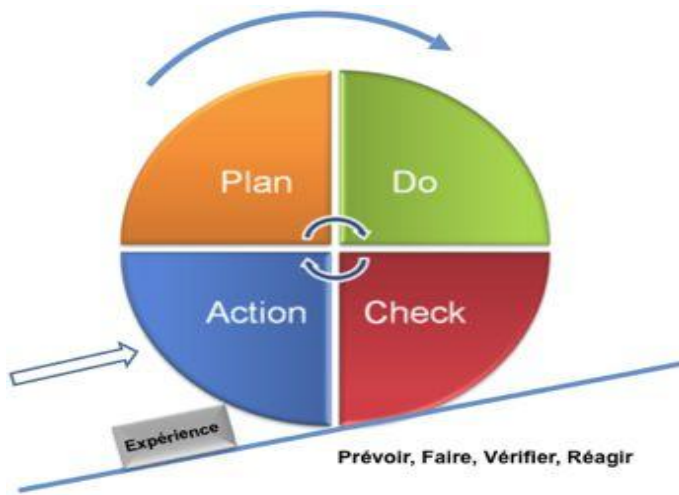 Plan
Do
Action
Check
Expérience
Prévoir, Faire, Vérifier, Réagir